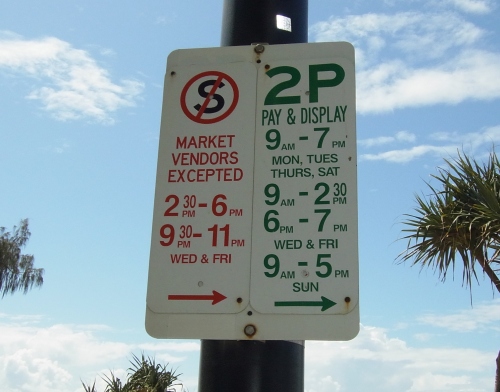 S
MARKET
VENDORS
EXCEPTED
2 30 PM - 6 PM
9 30 PM - 11 PM
WED & FRI
2P
PAY & DISPLAY
9 AM - 7 PM
MON, TUES
THURS, SAT
9 AM - 2 30 PM
6 PM - 7 PM
WED & FRI
9 AM - 5 PM
SUN